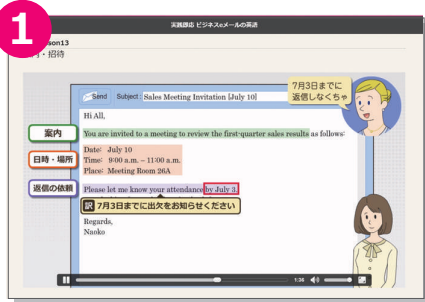 1
実践即応 ビジネスeメールの英語
son13
・招待
Send Subject: Sales Meeting Invitation [July 10]
7月3日までに
返信しなくちゃ
Hi All,
案内
You are invited to a meeting to review the first-quarter sales results as follows:
日時・場所
Date: July 10
Time: 9:00 a.m. – 11:00 a.m.
Place: Meeting Room 26A
返信の依頼
Please let me know your attendance by July 3.
訳 7月3日までに出欠をお知らせください
Regards,
Naoko
1:36